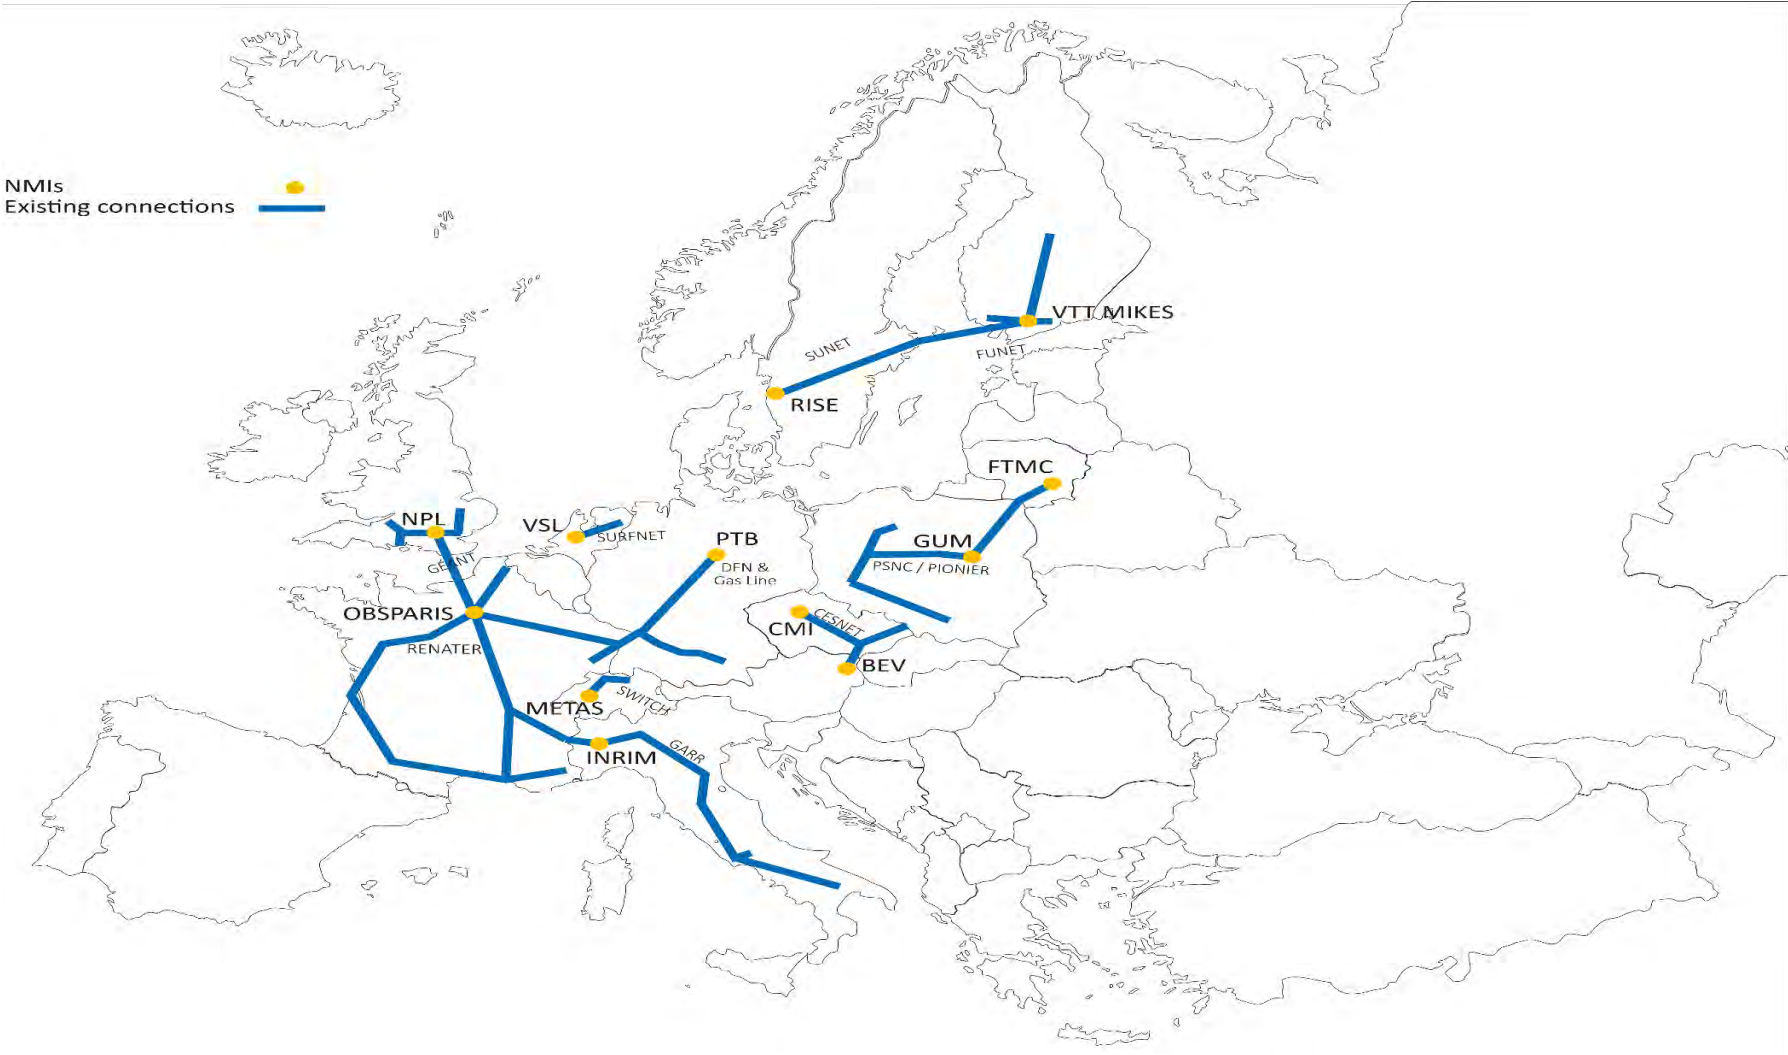 NMIs
Existing connections
VTT MIKES
SUNET
FUNET
RISE
FTMC
NPL
VSL
SURFNET
PTB
DFN &
Gas Line
GUM
PSNC / PIONIER
GÉANT
OBSPARIS
RENATER
CMI
CESNET
BEV
METAS
SWITCH
INRIM
GARR